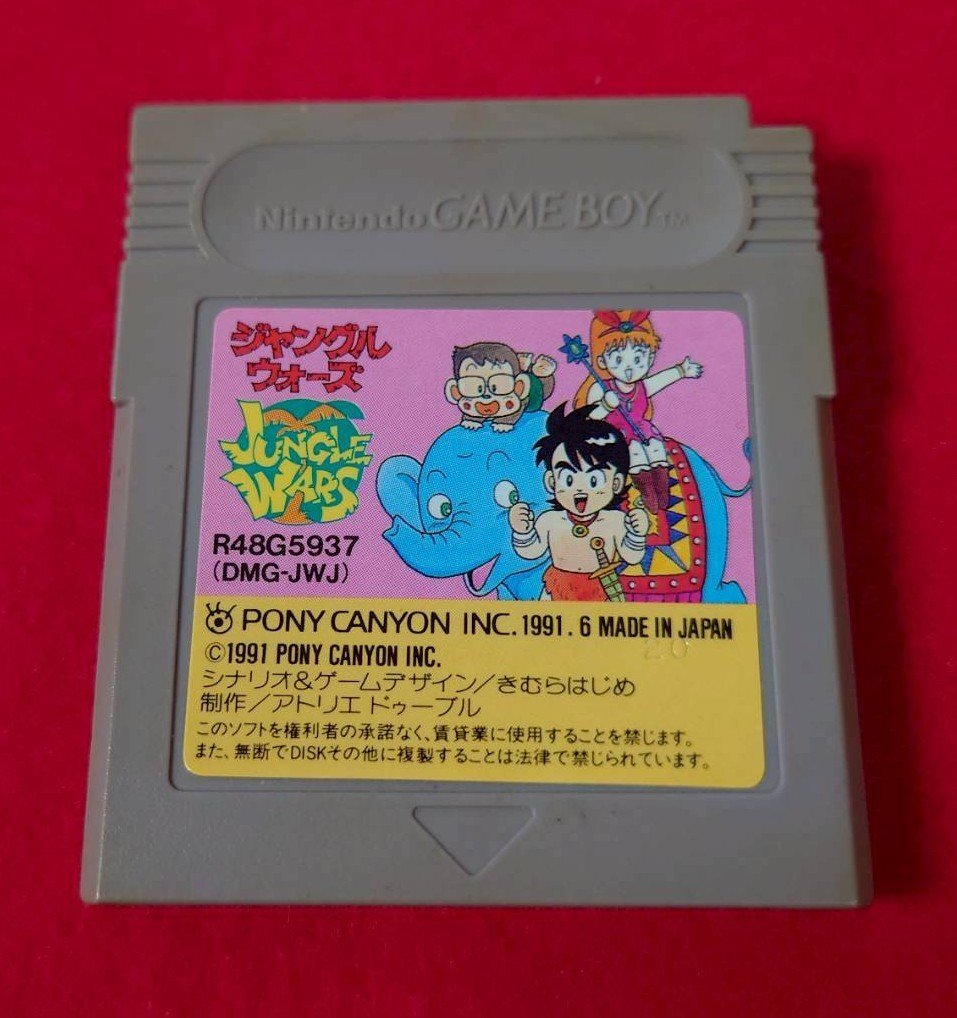 Nintendo GAME BOY TM
ジャングル
ウォーズ
JUNGLE
WARS
R48G5937
(DMG-JWJ)
PONY CANYON INC. 1991.6 MADE IN JAPAN
20
©1991 PONY CANYON INC.
シナリオ&ゲームデザイン/きむらはじめ
制作/アトリエ ドゥーブル
このソフトを権利者の承諾なく、賃貸業に使用することを禁じます。
また、無断でDISKその他に複製することは法律で禁じられています。